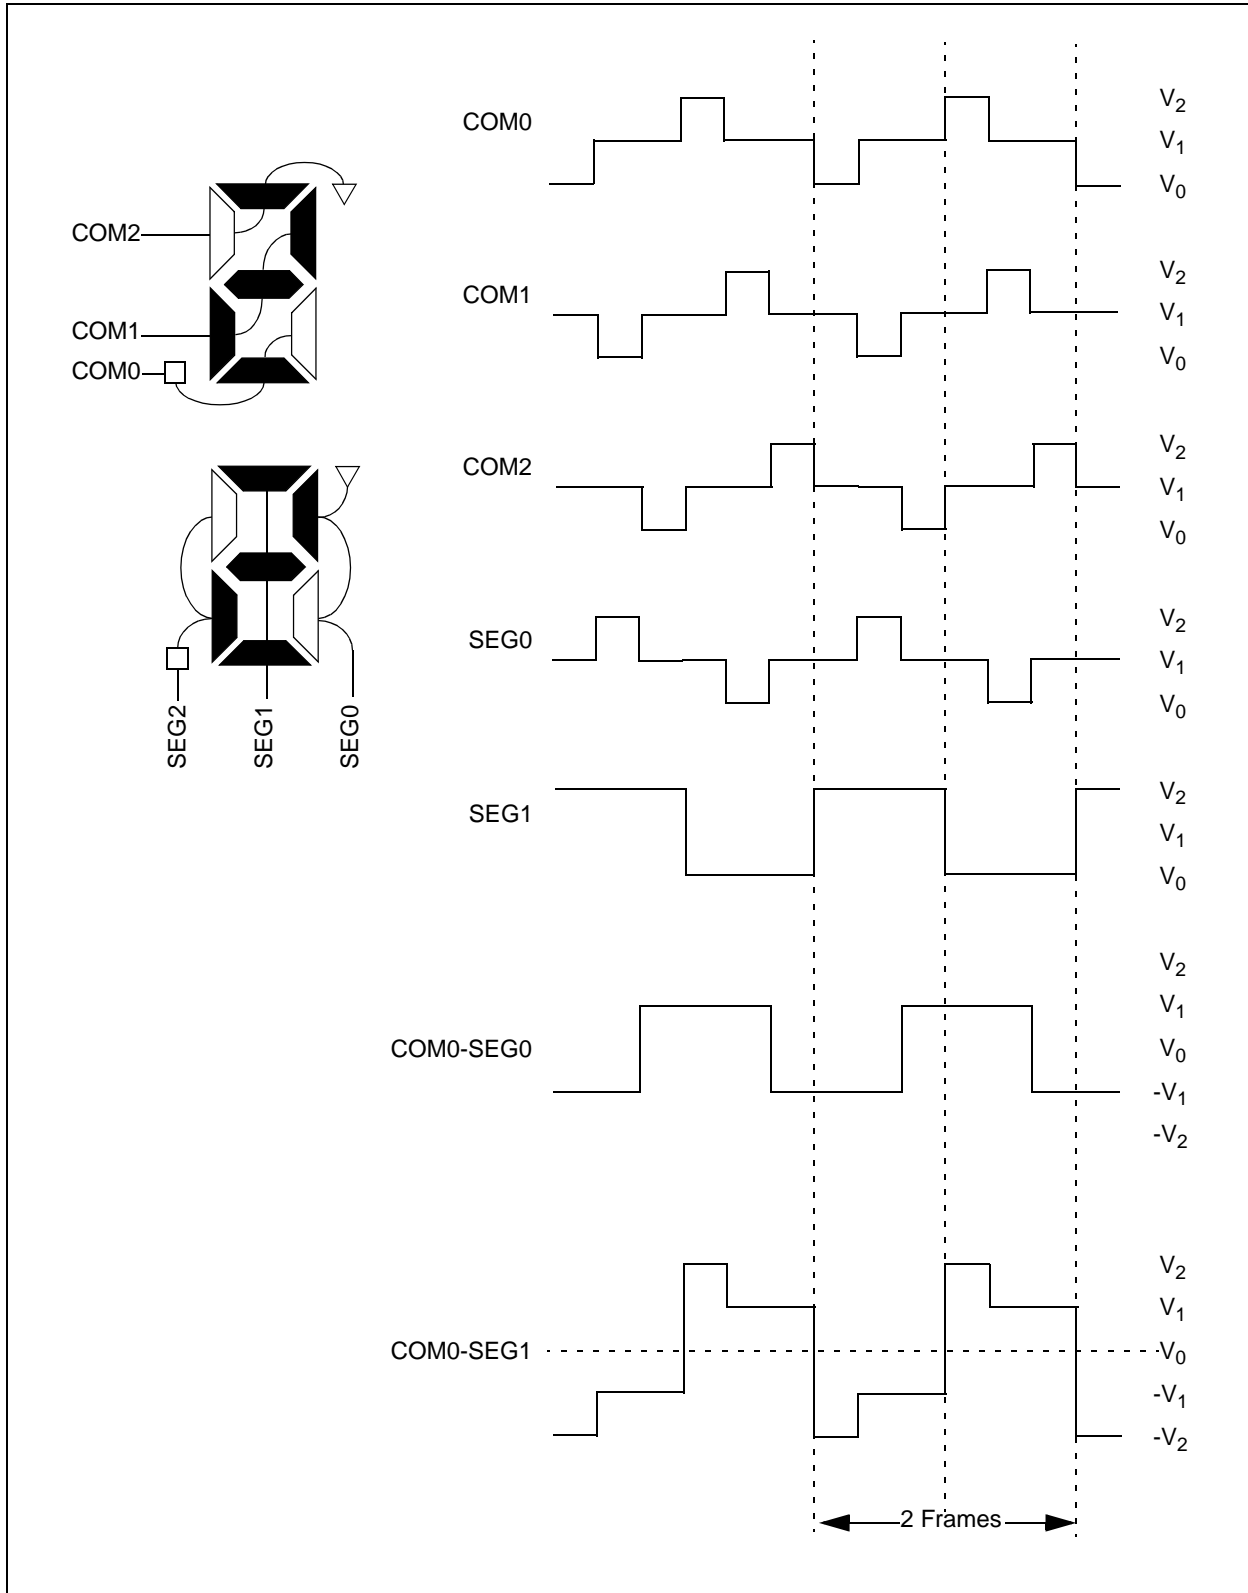 COM0
V2
V1
V0
COM2
COM1
COM0
COM1
V2
V1
V0
COM2
V2
V1
V0
SEG2
SEG1
SEG0
SEG0
V2
V1
V0
SEG1
V2
V1
V0
COM0-SEG0
V2
V1
V0
-V1
-V2
COM0-SEG1
V2
V1
V0
-V1
-V2
2 Frames